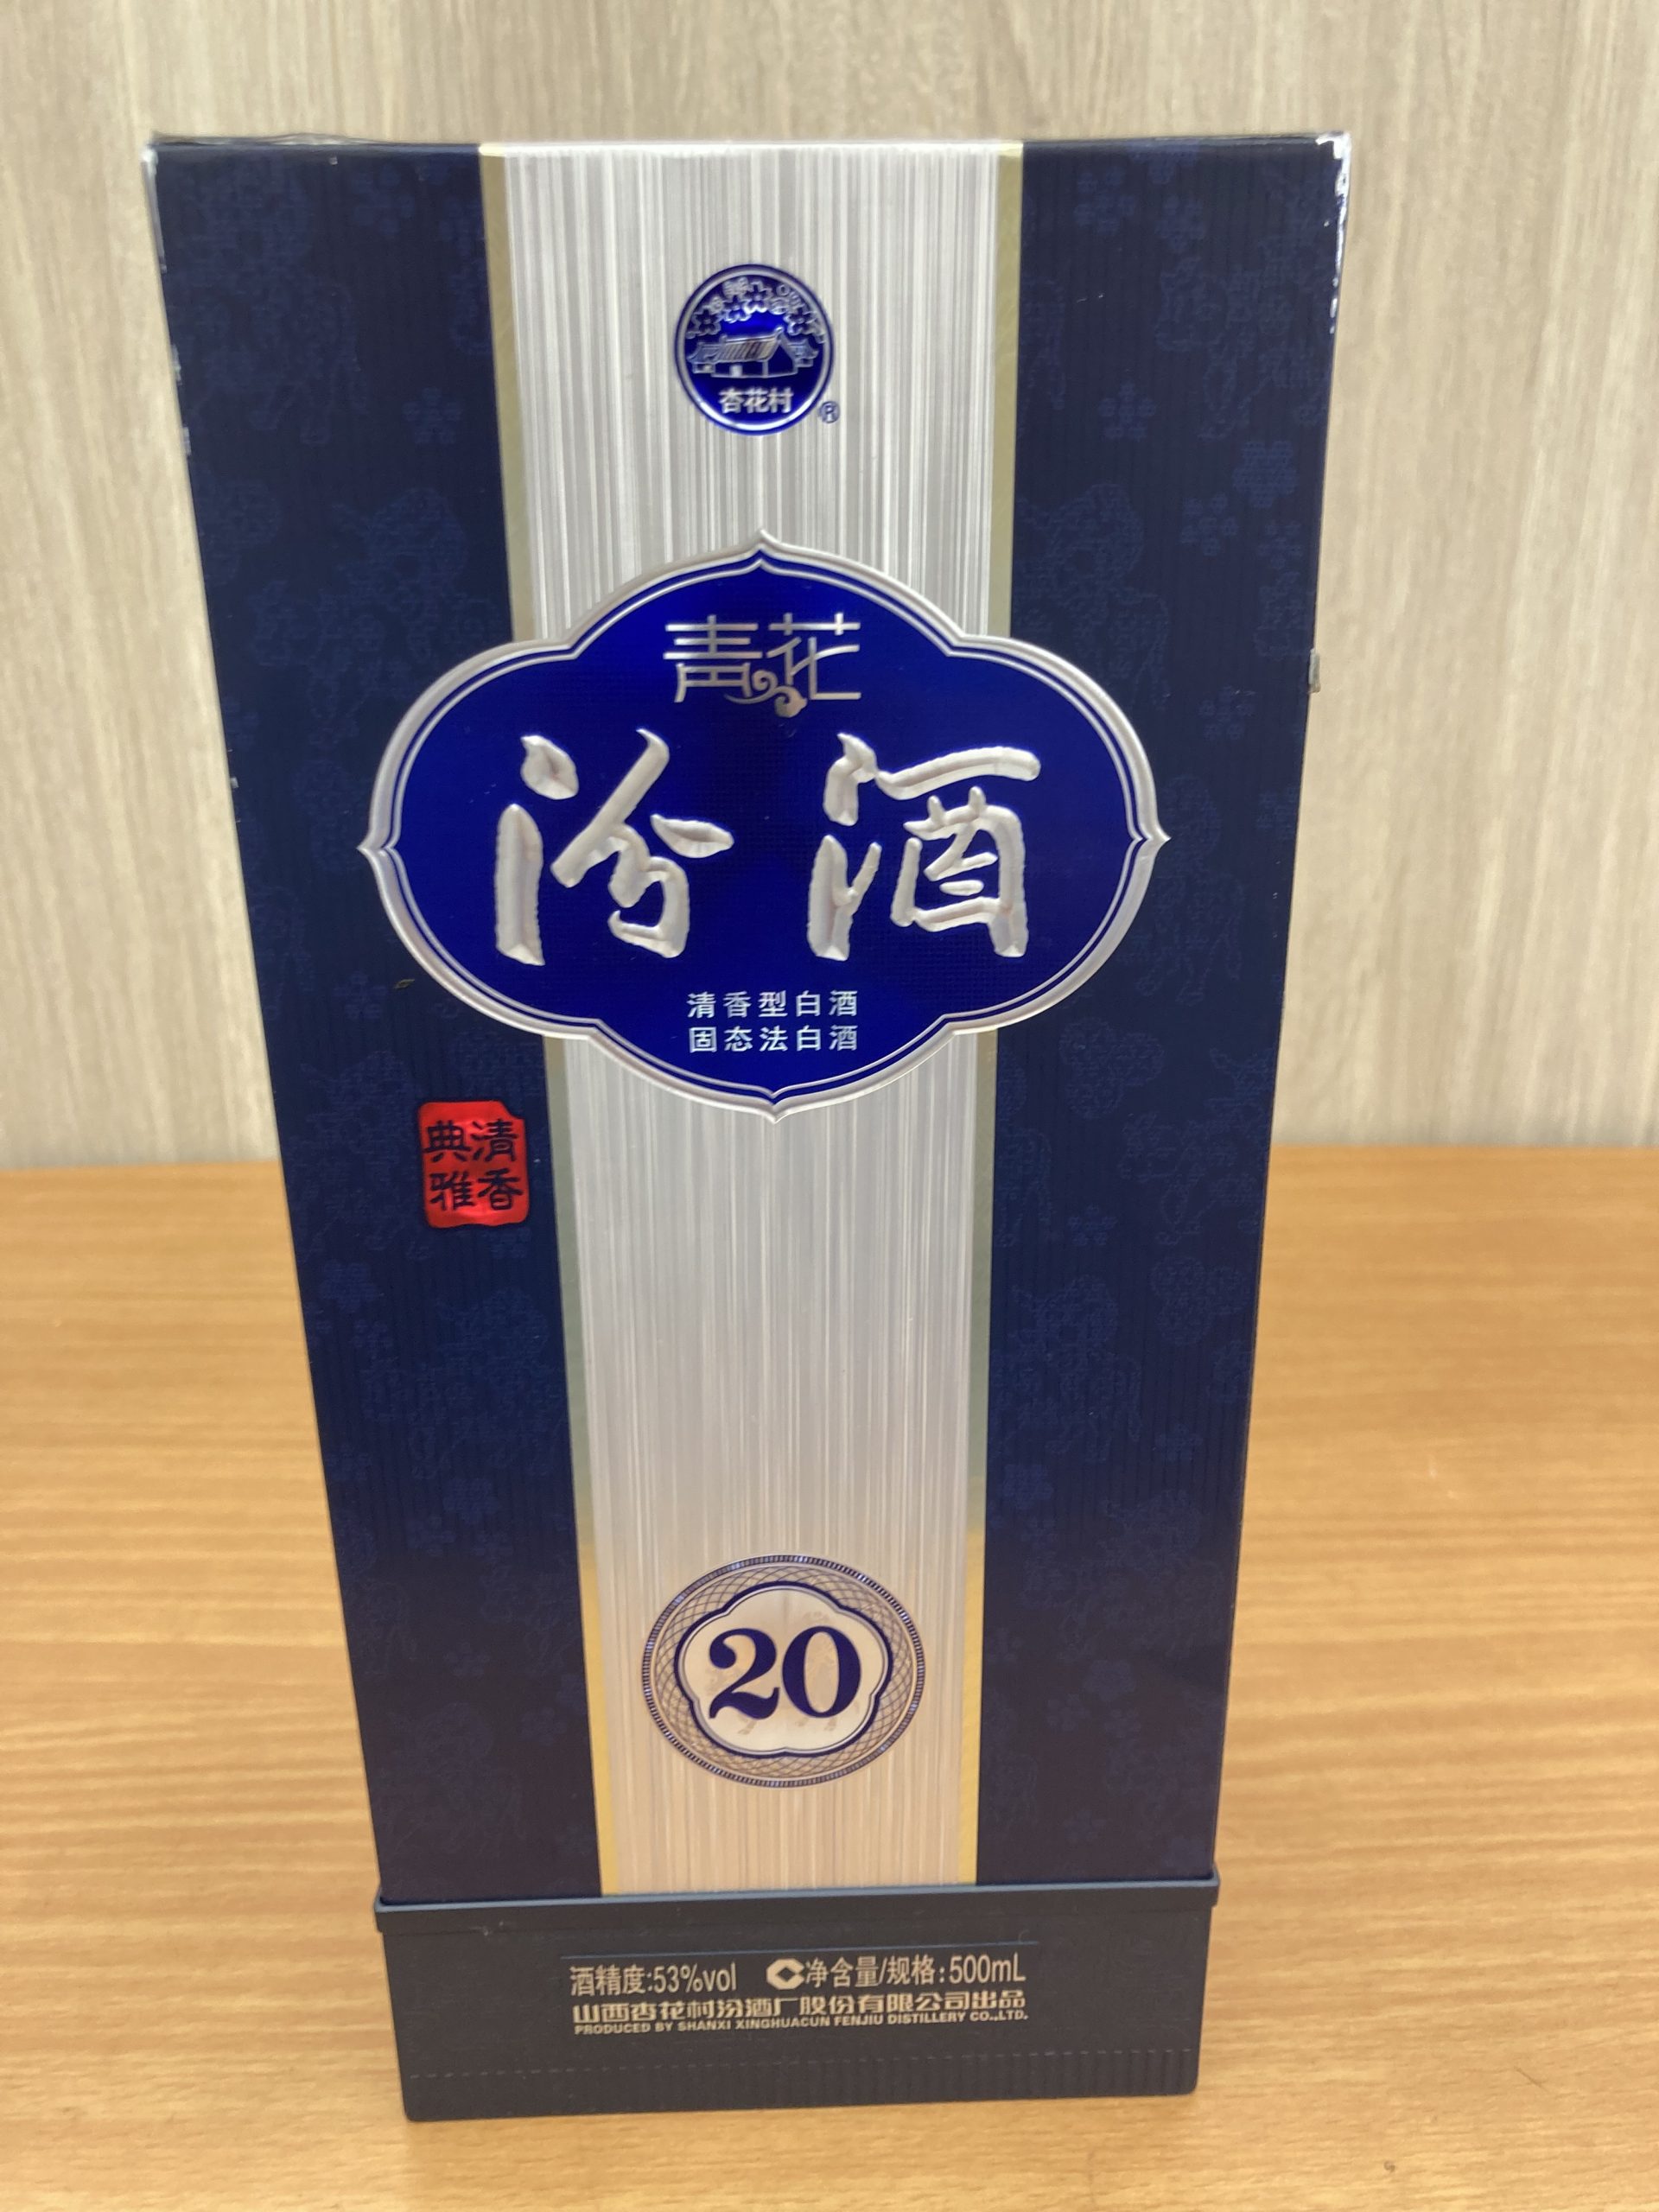 杏花村
®
青花
汾酒
清香型白酒
固态法白酒
清香
典雅
20
酒精度:53%vol 净含量/规格:500mL
山西杏花村汾酒厂股份有限公司出品
PRODUCED BY SHANXI XINGHUACUN FENJIU DISTILLERY CO.,LTD.